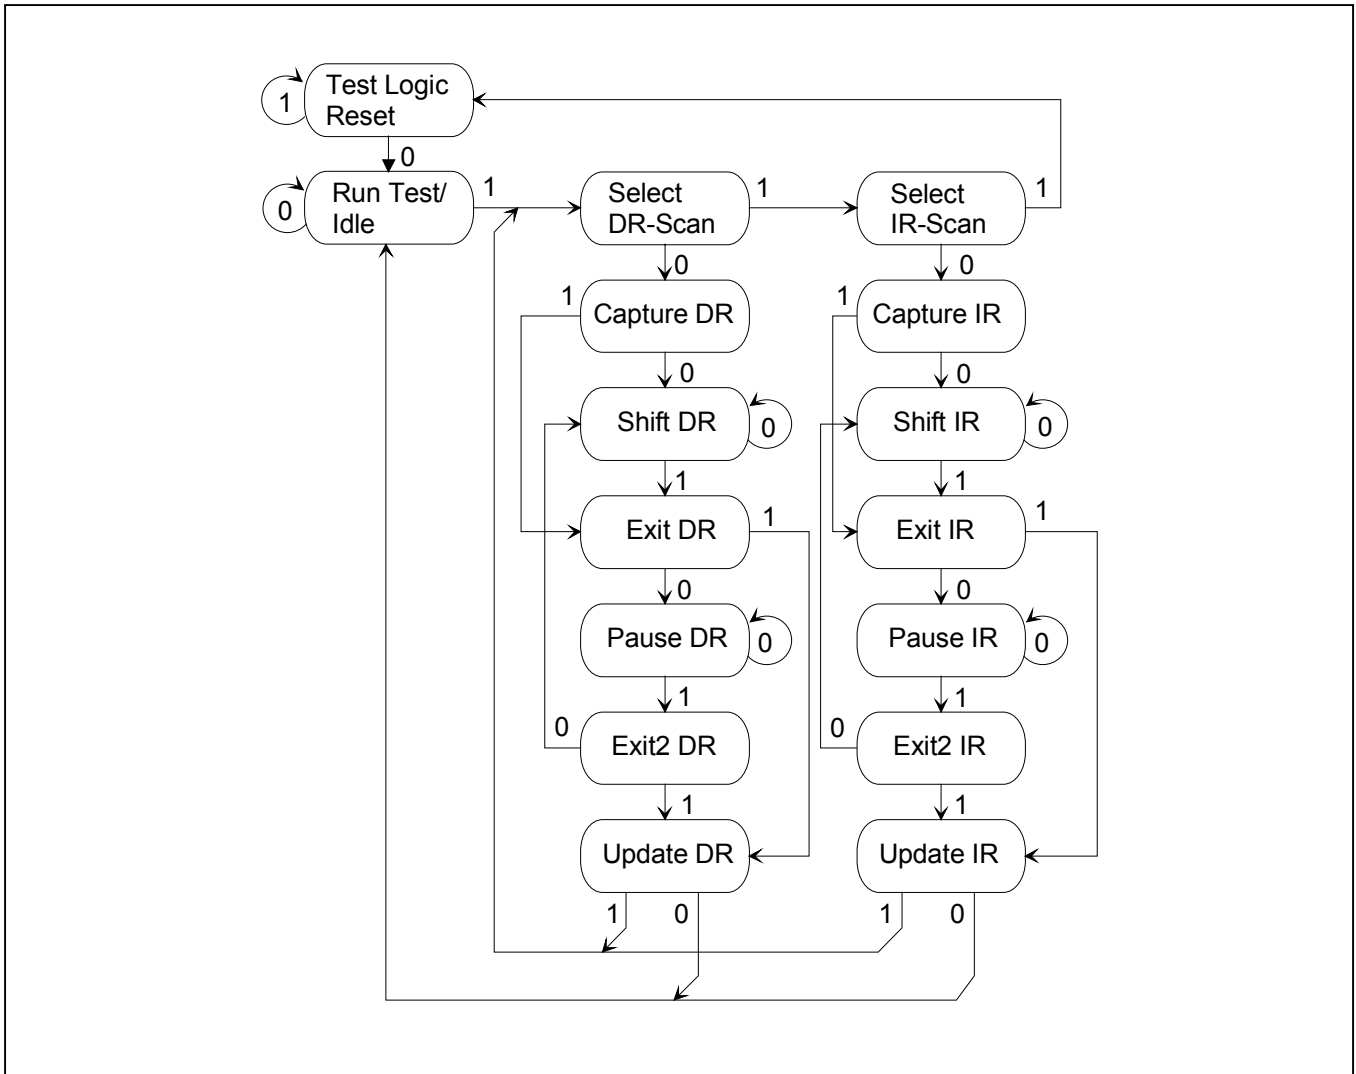 Test Logic
Reset
1
0
Run Test/
Idle
0
1
Select
DR-Scan
1
Select
IR-Scan
1
0
0
1
Capture DR
1
Capture IR
0
0
Shift DR
0
Shift IR
0
1
1
Exit DR
1
Exit IR
1
0
0
Pause DR
0
Pause IR
0
1
1
0
Exit2 DR
0
Exit2 IR
1
1
Update DR
Update IR
1
0
1
0